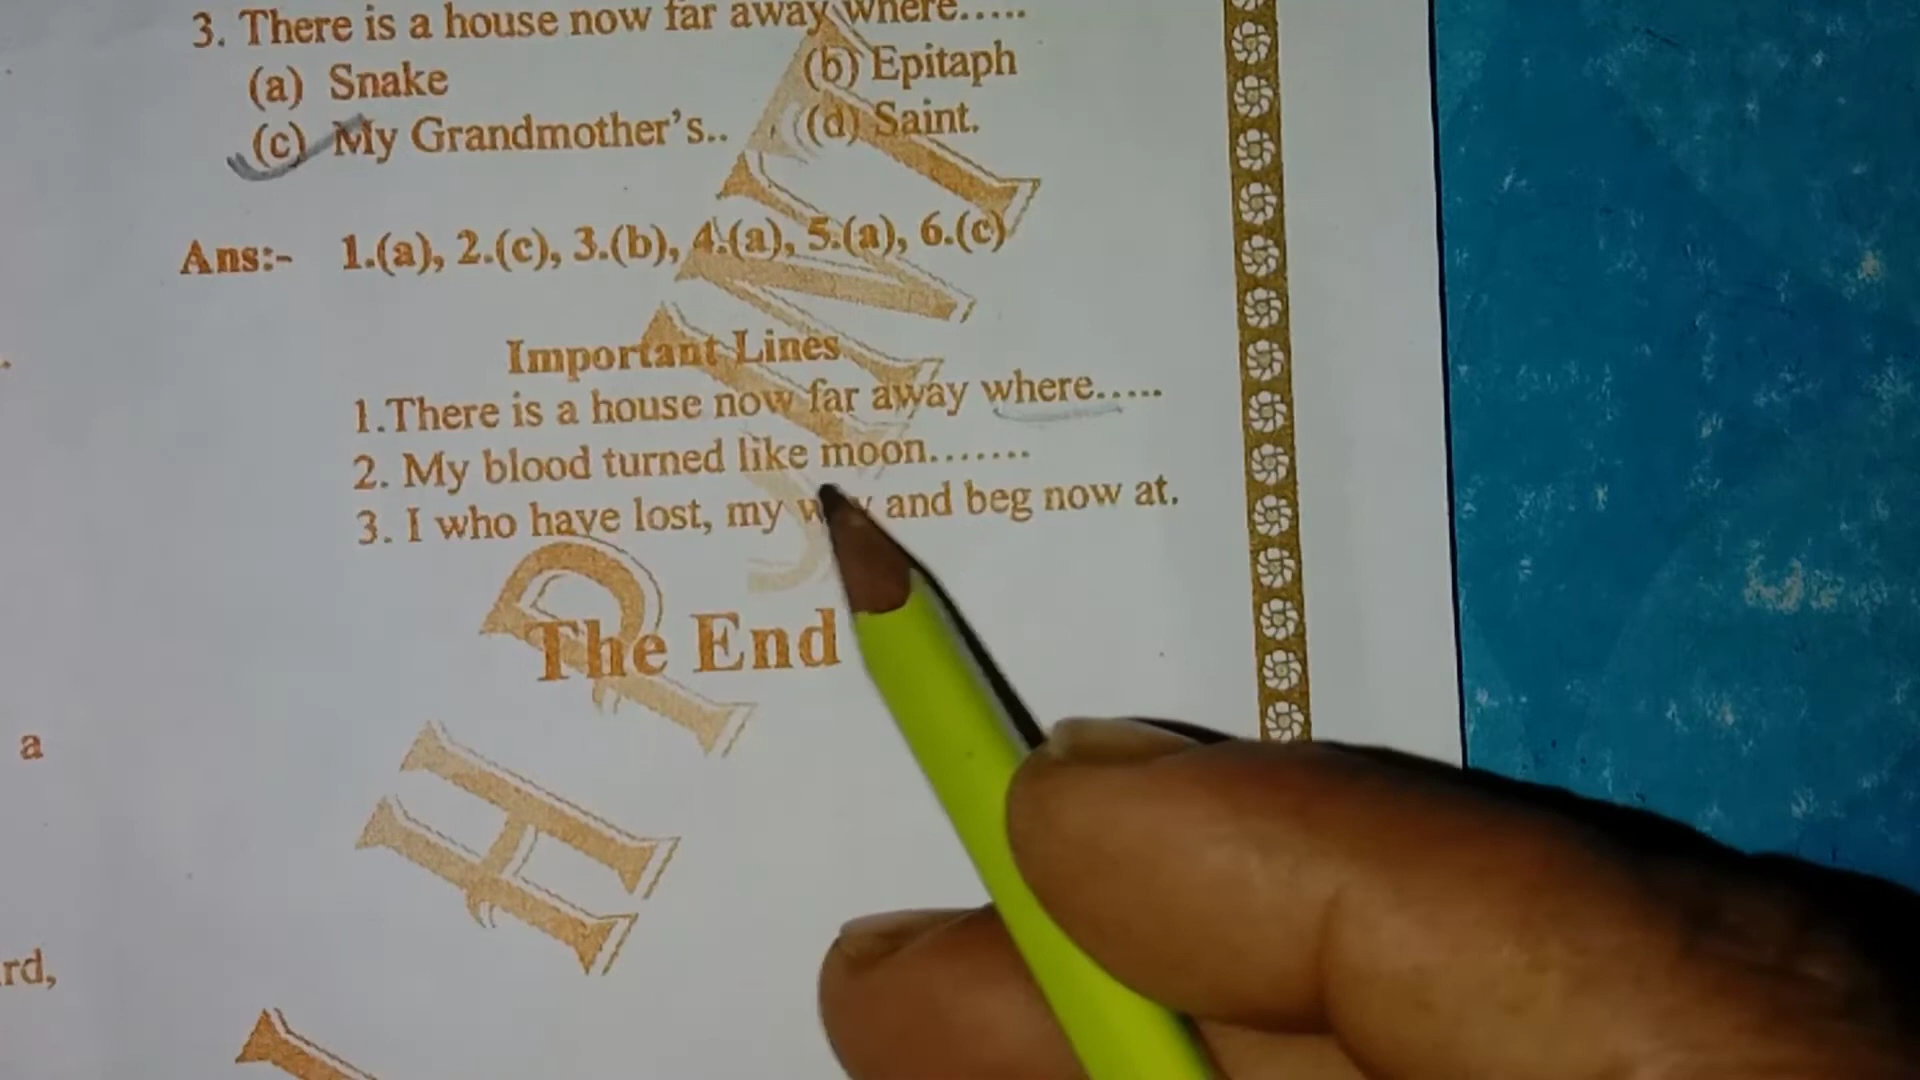 3. There is a house now far away where.....
(a) Snake (b) Epitaph
(c) My Grandmother's.. (d) Saint.
Ans:- 1.(a), 2.(c), 3.(b), 4.(a), 5.(a), 6.(c)
Important Lines
1.There is a house now far away where.....
2. My blood turned like moon.......
3. I who have lost, my way and beg now at.
The End
a
rd,